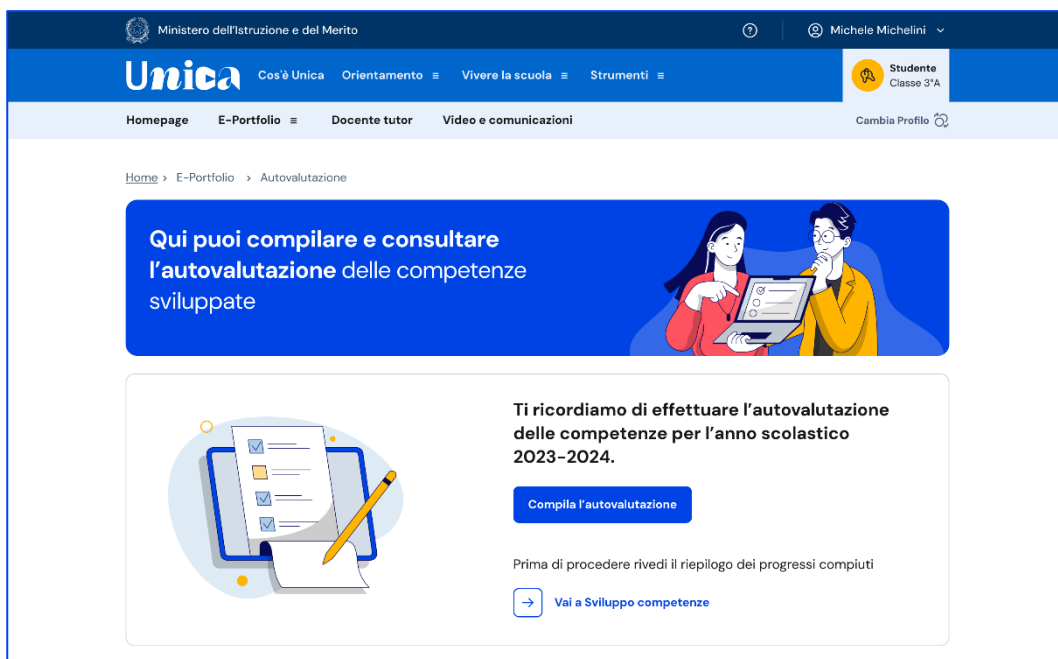 Ministero dell'Istruzione e del Merito
Michele Michelini
Unica Cos'è Unica Orientamento Vivere la scuola Strumenti
Studente
Classe 3°A
Homepage E-Portfolio Docente tutor Video e comunicazioni Cambia Profilo
Home > E-Portfolio > Autovalutazione
Qui puoi compilare e consultare
l'autovalutazione delle competenze
sviluppate
Ti ricordiamo di effettuare l'autovalutazione
delle competenze per l'anno scolastico
2023-2024.
Compila l'autovalutazione
Prima di procedere rivedi il riepilogo dei progressi compiuti
Vai a Sviluppo competenze